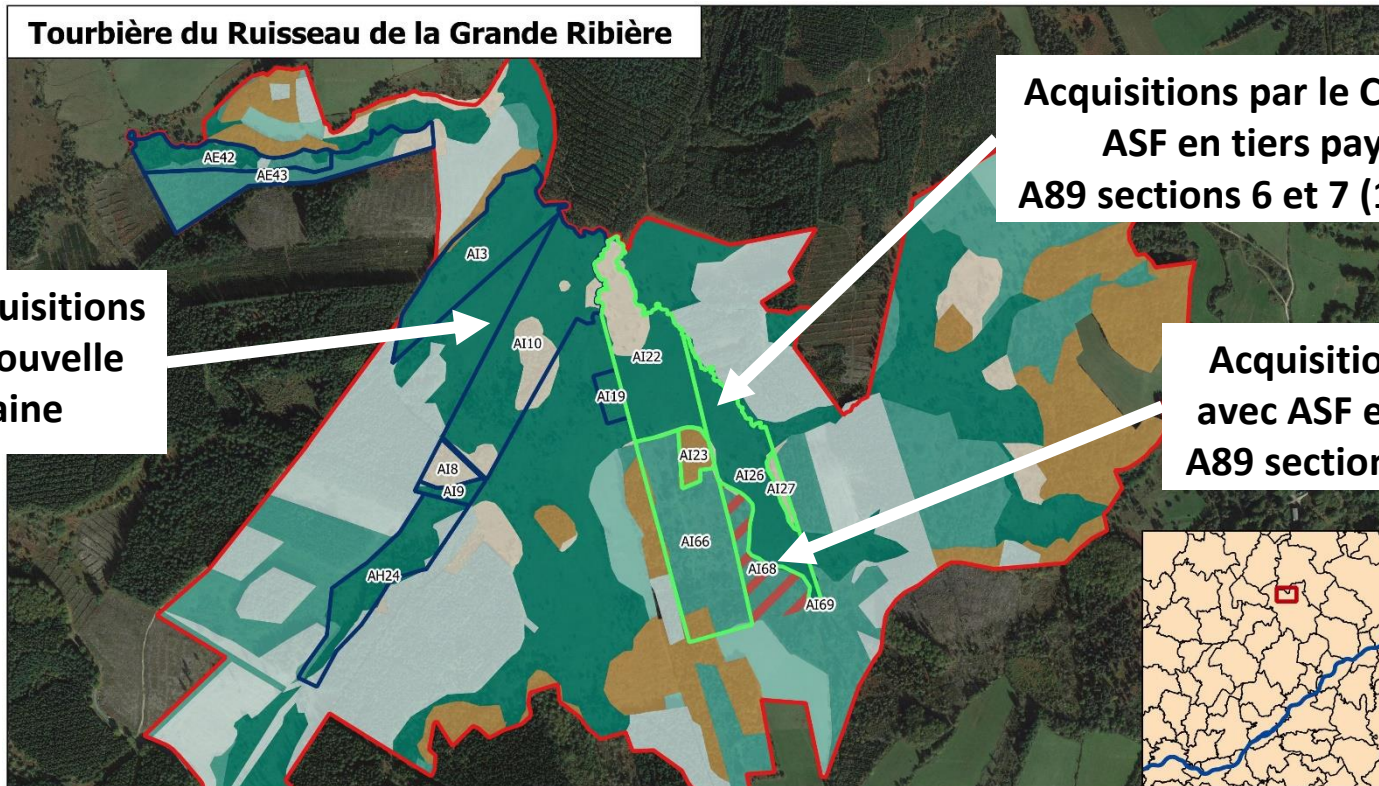 Tourbière du Ruisseau de la Grande Ribière
Acquisitions par le C
ASF en tiers pay
A89 sections 6 et 7 (1
uisitions
ouvelle
aine
Acquisitio
avec ASF e
A89 section
AE42
AE43
AI3
AI10
AI22
AI19
AI8
AI9
AI23
AI26
AI27
AI66
AI68
AH24
AI69